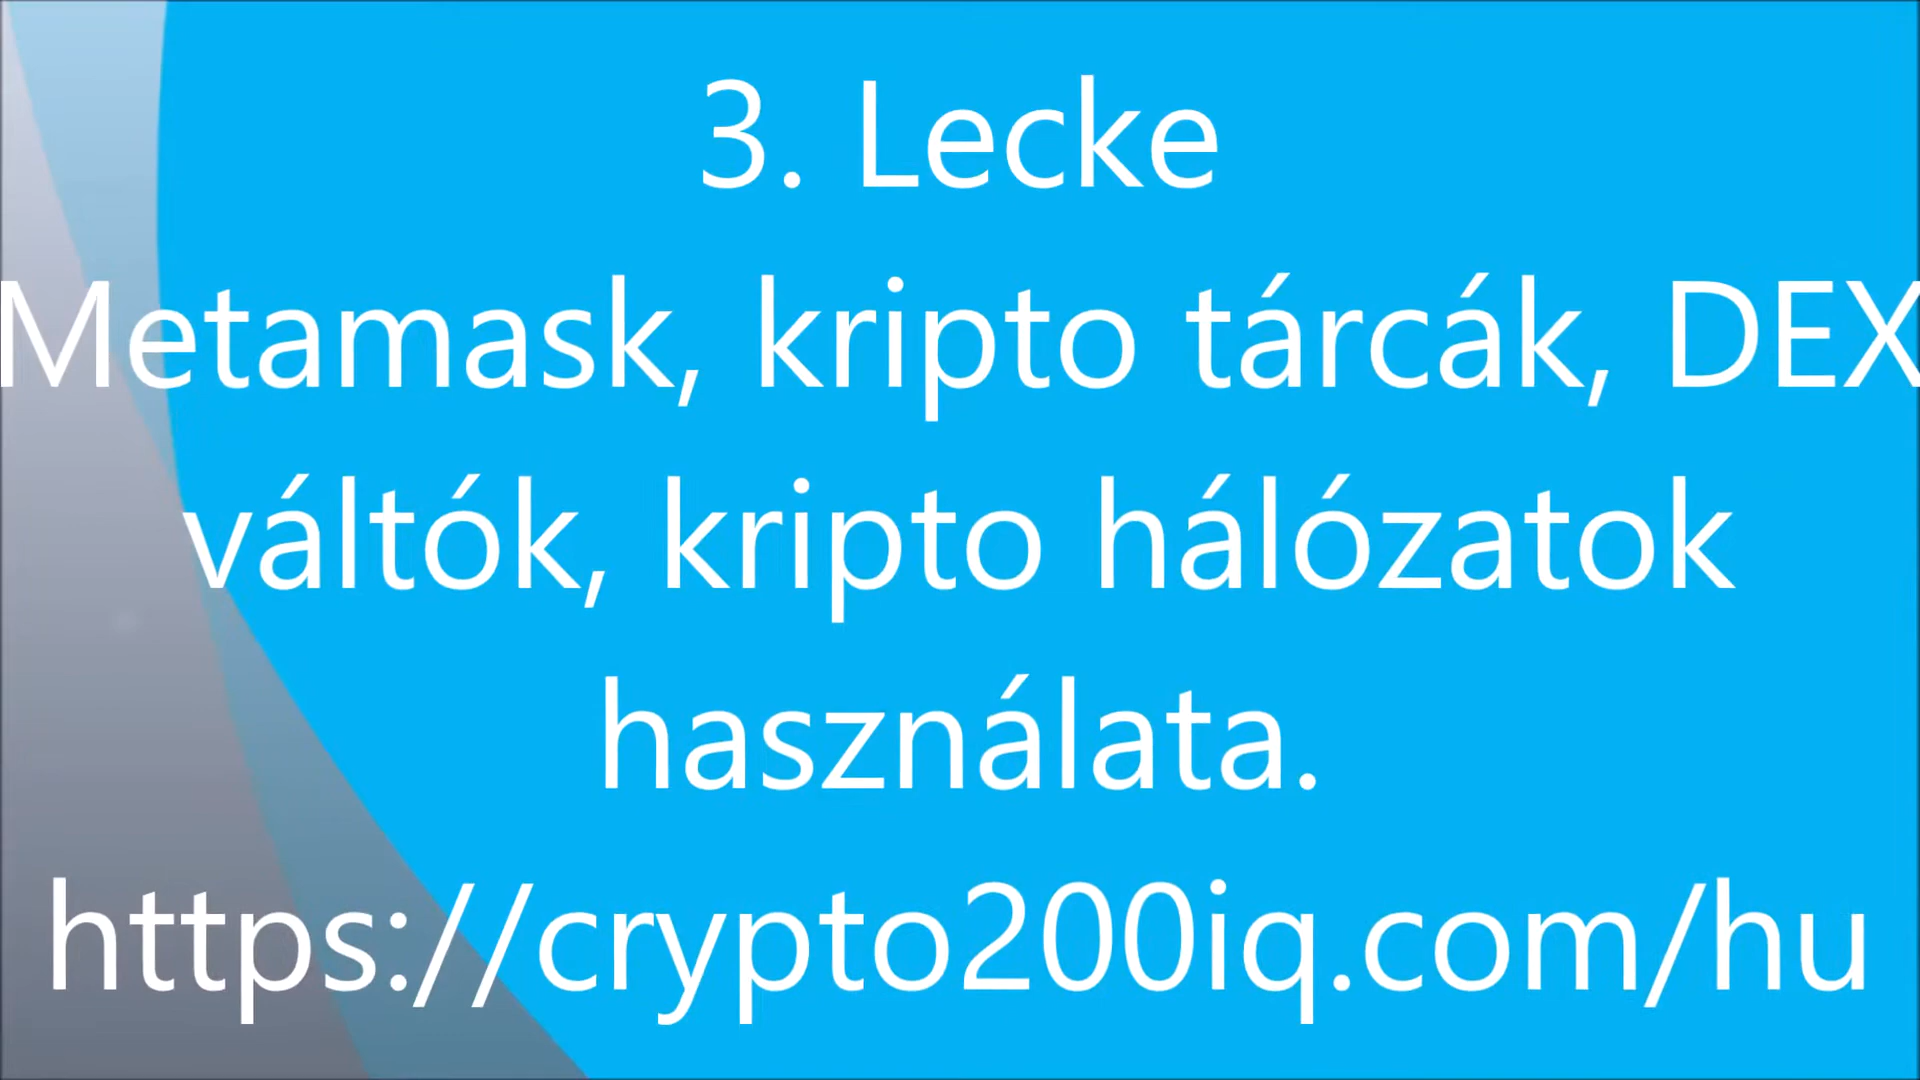 3. Lecke
Metamask, kripto tárcák, DEX
váltók, kripto hálózatok
használata.
https://crypto200iq.com/hu